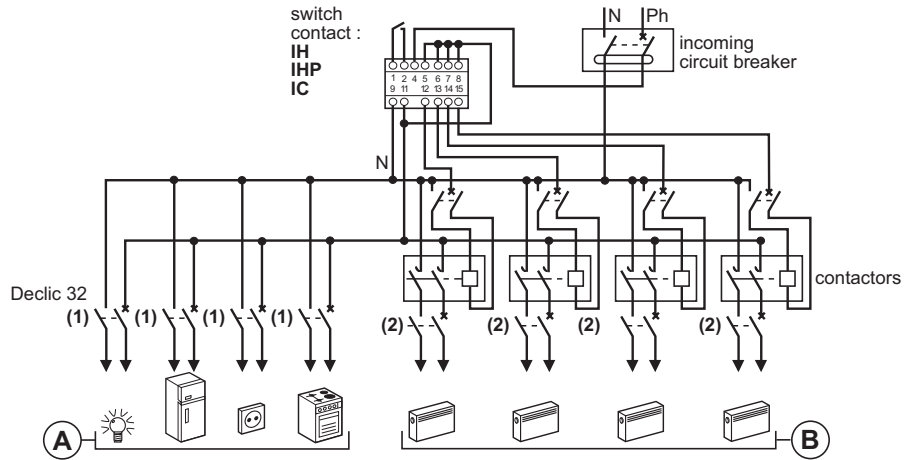 switch
contact :
IH
IHP
IC
N Ph
incoming
circuit breaker
1 2 4 5 6 7 8
9 11 12 13 14 15
N
Declic 32
(1) (1) (1) (1)
contactors
(2) (2) (2) (2)
A
B